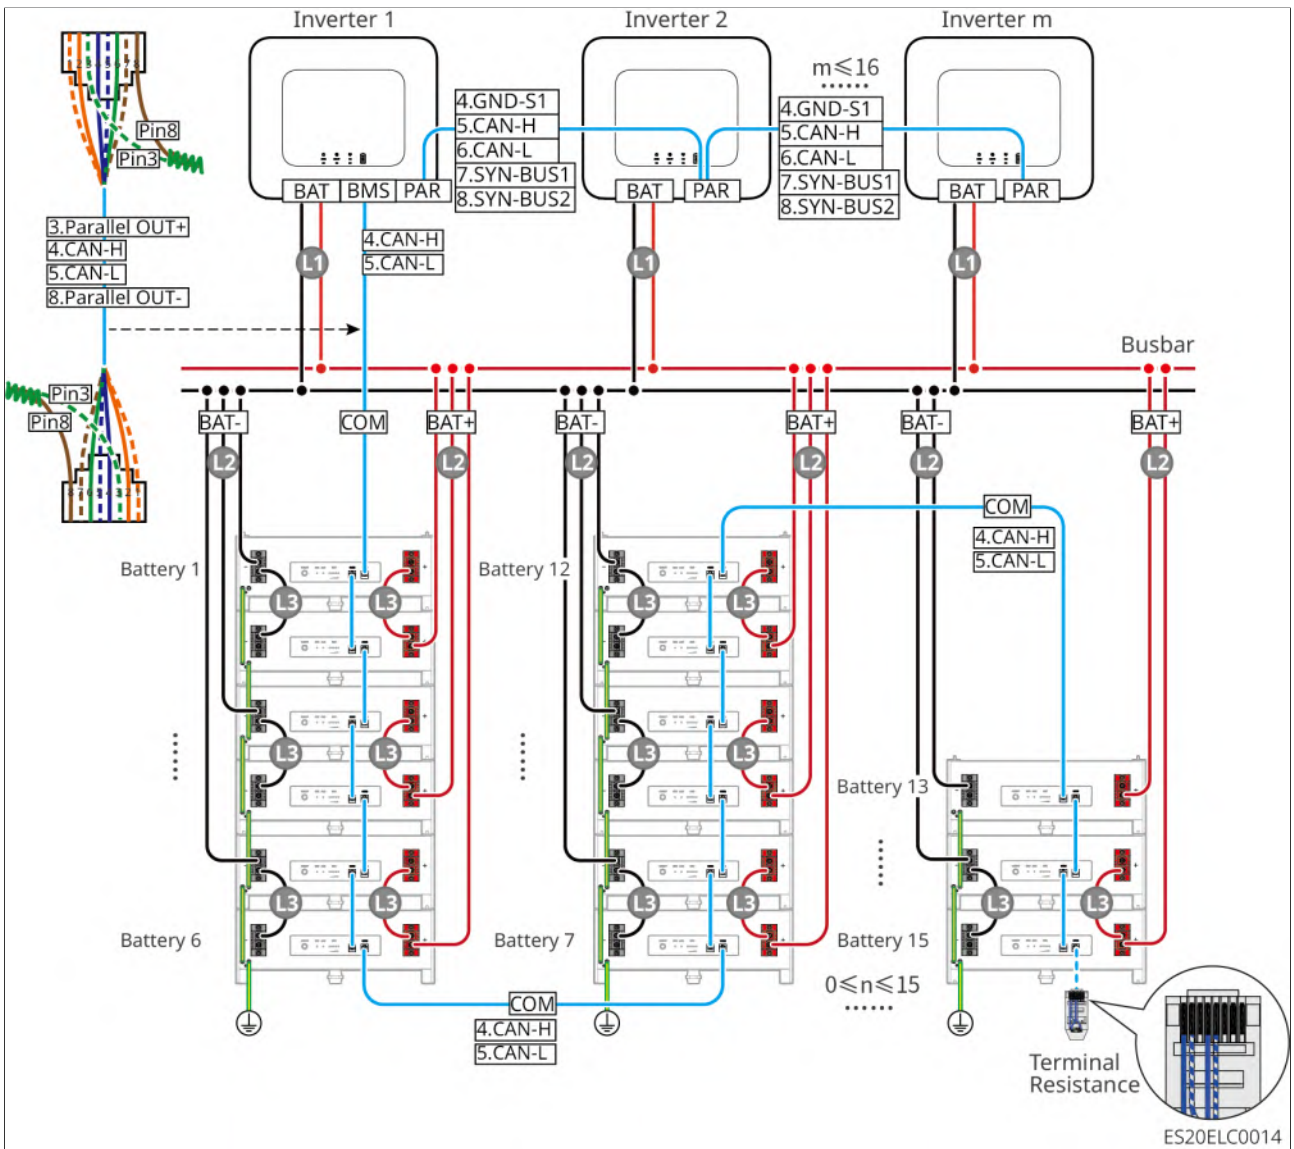 Inverter 1
Inverter 2
Inverter m
m≤16
......
4.GND-S1
5.CAN-H
6.CAN-L
7.SYN-BUS1
8.SYN-BUS2
4.GND-S1
5.CAN-H
6.CAN-L
7.SYN-BUS1
8.SYN-BUS2
Pin8
Pin3
BAT
BMS
PAR
BAT
PAR
BAT
PAR
3.Parallel OUT+
4.CAN-H
5.CAN-L
8.Parallel OUT-
4.CAN-H
5.CAN-L
L1
L1
L1
Busbar
Pin3
Pin8
BAT-
COM
BAT+
BAT-
BAT+
BAT-
BAT+
L2
L2
L2
L2
L2
L2
COM
4.CAN-H
5.CAN-L
Battery 1
Battery 12
L3
L3
L3
L3
L3
L3
L3
L3
Battery 13
L3
L3
L3
L3
L3
L3
Battery 6
Battery 7
Battery 15
0≤n≤15
......
COM
4.CAN-H
5.CAN-L
Terminal
Resistance
ES20ELC0014